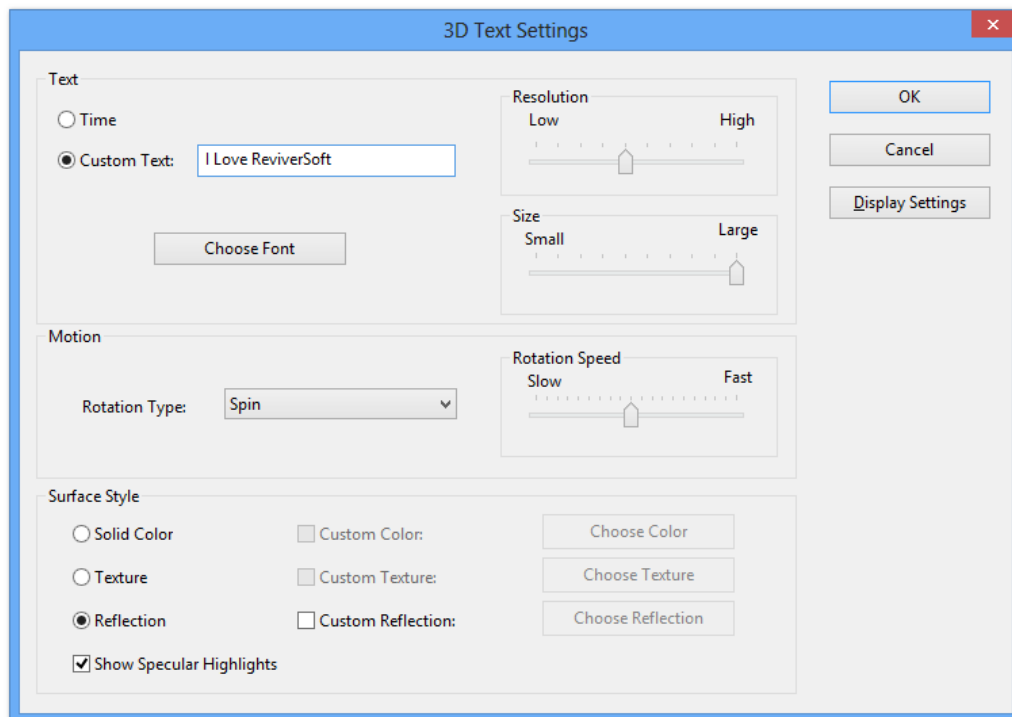 3D Text Settings
Text
Time
Custom Text: I Love ReviverSoft
Choose Font
Resolution
Low High
Size
Small Large
OK
Cancel
Display Settings
Motion
Rotation Type: Spin
Rotation Speed
Slow Fast
Surface Style
Solid Color Custom Color: Choose Color
Texture Custom Texture: Choose Texture
Reflection Custom Reflection: Choose Reflection
Show Specular Highlights